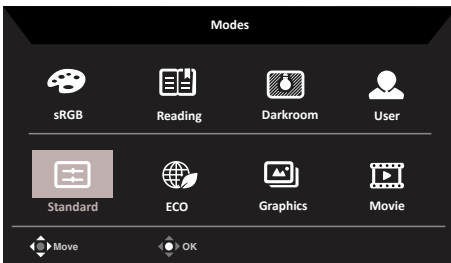 Modes
sRGB Reading Darkroom User
Standard ECO Graphics Movie
Move OK